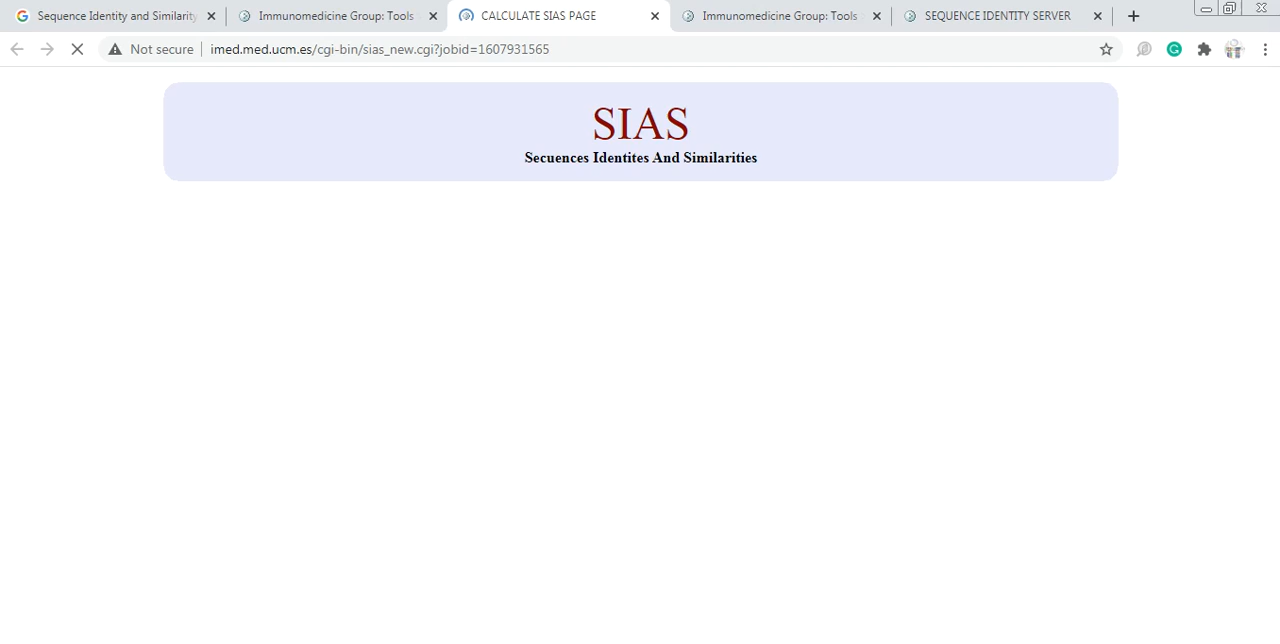 Sequence Identity and Similarity
Immunomedicine Group: Tools
CALCULATE SIAS PAGE
Immunomedicine Group: Tools
SEQUENCE IDENTITY SERVER
Not secure
imed.med.ucm.es/cgi-bin/sias_new.cgi?jobid=1607931565
SIAS
Secuences Identites And Similarities